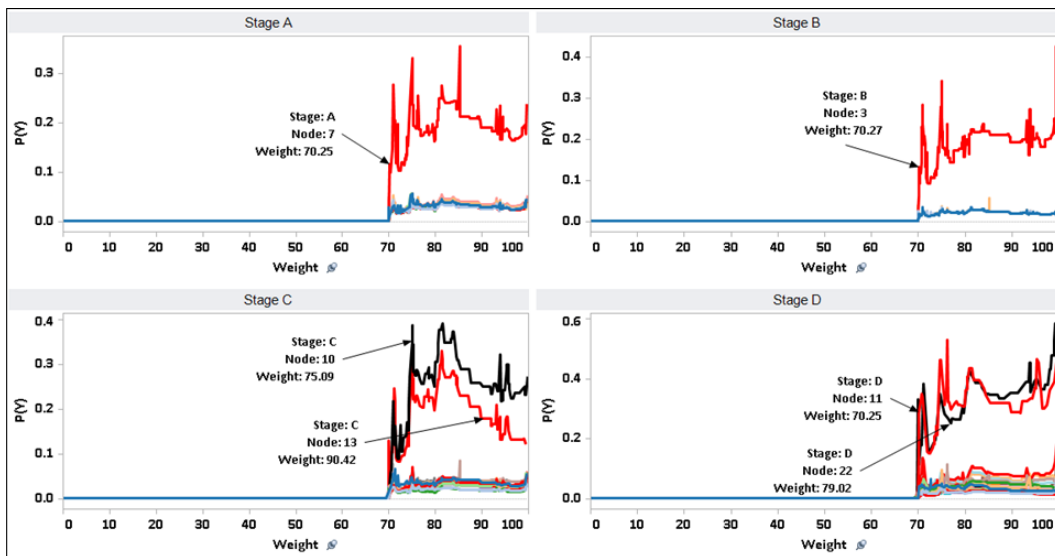 Stage A
P(Y)
0.3
0.2
0.1
0.0
Stage: A
Node: 7
Weight: 70.25
0 10 20 30 40 50 60 70 80 90 100
Weight
Stage B
P(Y)
0.4
0.3
0.2
0.1
0.0
Stage: B
Node: 3
Weight: 70.27
0 10 20 30 40 50 60 70 80 90 100
Weight
Stage C
P(Y)
0.4
0.3
0.2
0.1
0.0
Stage: C
Node: 10
Weight: 75.09
Stage: C
Node: 13
Weight: 90.42
0 10 20 30 40 50 60 70 80 90 100
Weight
Stage D
P(Y)
0.6
0.4
0.2
0.0
Stage: D
Node: 11
Weight: 70.25
Stage: D
Node: 22
Weight: 79.02
0 10 20 30 40 50 60 70 80 90 100
Weight